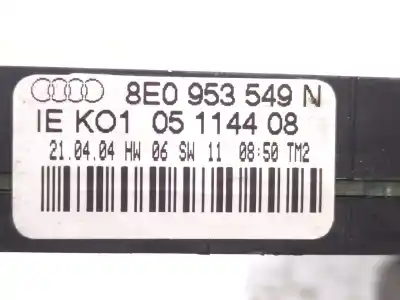 8E0 953 549 N
IE KO1 05 1144 08
21.04.04 HW 06 SW 11 08:50 TM2